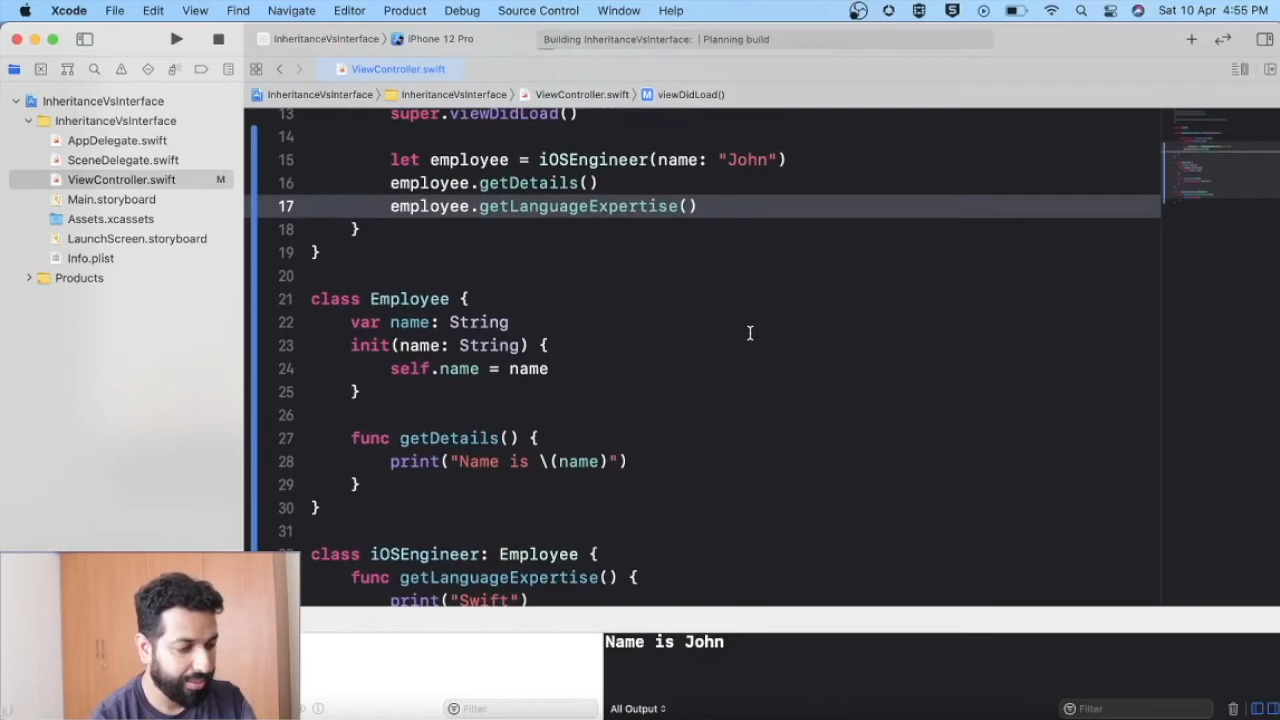 Xcode File Edit View Find Navigate Editor Product Debug Source Control Window Help Sat 10 Apr 4:55 PM
InheritanceVsInterface › iPhone 12 Pro Building InheritanceVsInterface: | Planning build
ViewController.swift
InheritanceVsInterface › InheritanceVsInterface › ViewController.swift › M viewDidLoad()
InheritanceVsInterface
InheritanceVsInterface
AppDelegate.swift
SceneDelegate.swift
ViewController.swift M
Main.storyboard
Assets.xcassets
LaunchScreen.storyboard
Info.plist
Products
13 super.viewDidLoad()
14
15 let employee = iOSEngineer(name: "John")
16 employee.getDetails()
17 employee.getLanguageExpertise()
18 }
19 }
20
21 class Employee {
22 var name: String
23 init(name: String) {
24 self.name = name
25 }
26
27 func getDetails() {
28 print("Name is \(name)")
29 }
30 }
31
class iOSEngineer: Employee {
func getLanguageExpertise() {
print("Swift")
Name is John
Filter
All Output
Filter